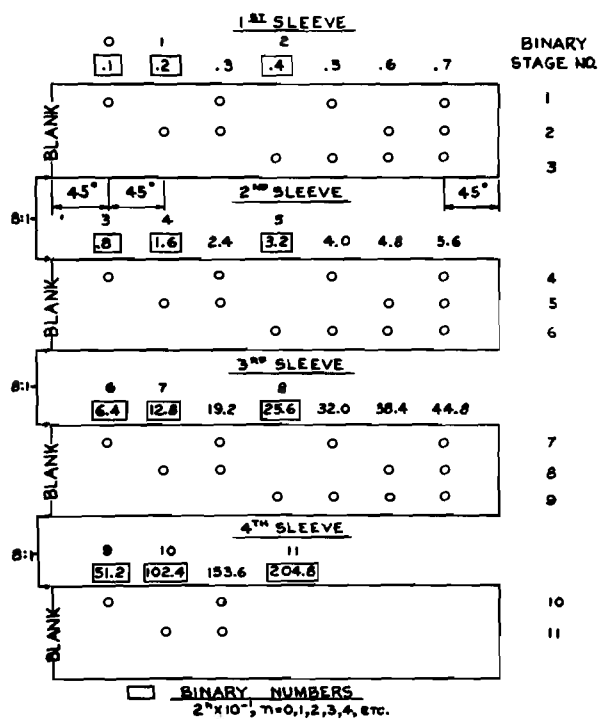 1ST SLEEVE
0 1 2
.1 .2 .3 .4 .5 .6 .7
BINARY
STAGE NO.
BLANK
1
2
3
45° 45° 45°
2ND SLEEVE
8:1
3 4 5
.8 1.6 2.4 3.2 4.0 4.8 5.6
BLANK
4
5
6
3RD SLEEVE
8:1
6 7 8
6.4 12.8 19.2 25.6 32.0 38.4 44.8
BLANK
7
8
9
4TH SLEEVE
8:1
9 10 11
51.2 102.4 153.6 204.8
BLANK
10
11
BINARY NUMBERS
2ⁿ×10⁻¹, n=0,1,2,3,4, ETC.